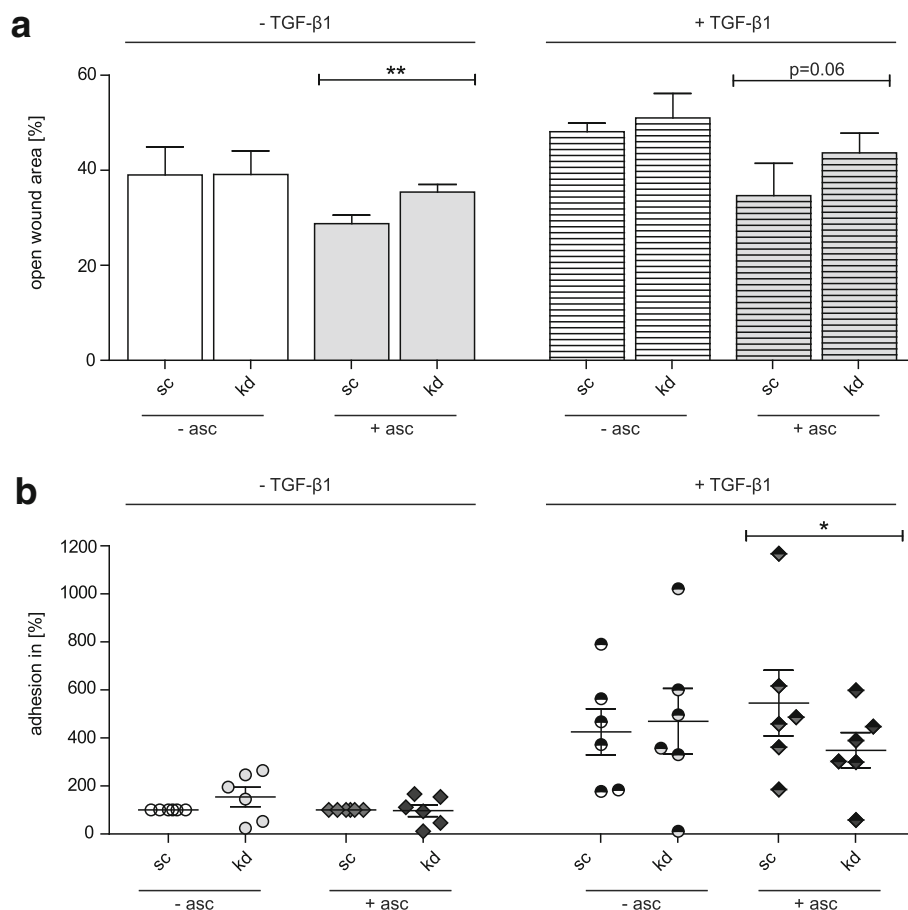 a
- TGF-β1
+ TGF-β1
**
p=0.06
open wound area [%]
60
40
20
0
sc kd sc kd sc kd sc kd
- asc + asc - asc + asc
b
- TGF-β1
+ TGF-β1
*
adhesion in [%]
1200
1000
800
600
400
200
0
sc kd sc kd sc kd sc kd
- asc + asc - asc + asc